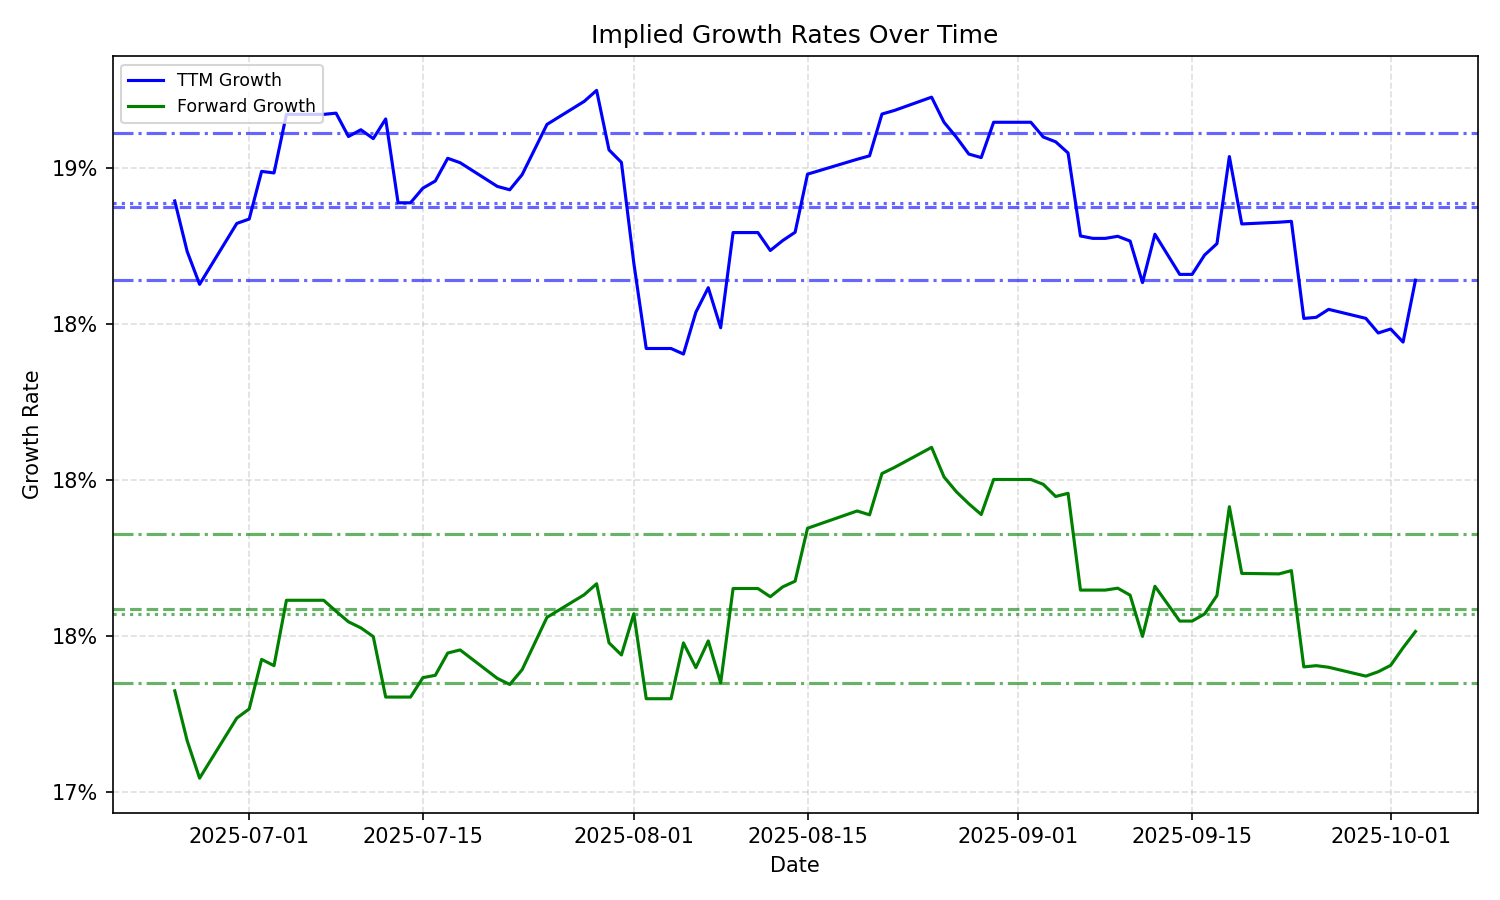 Implied Growth Rates Over Time
TTM Growth
Forward Growth
19%
18%
18%
18%
17%
Growth Rate
2025-07-01
2025-07-15
2025-08-01
2025-08-15
2025-09-01
2025-09-15
2025-10-01
Date